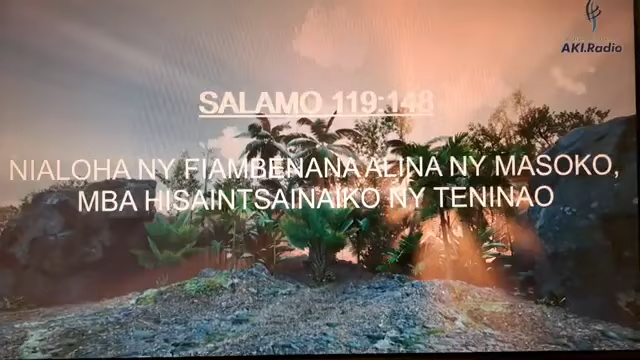 AKI.Radio
SALAMO 119:148
NIALOHA NY FIAMBENANA ALINA NY MASOKO,
MBA HISAINTSAINAIKO NY TENINAO